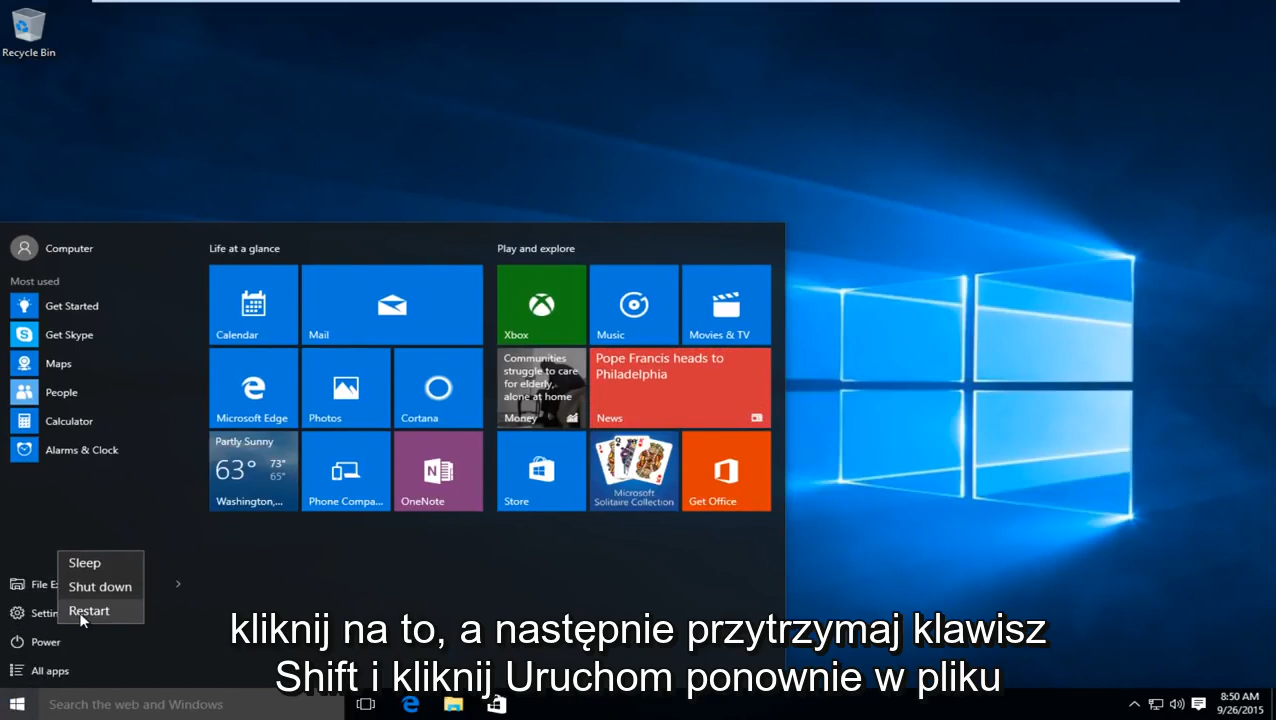 Recycle Bin
Computer
Most used
Get Started
Get Skype
Maps
People
Calculator
Alarms & Clock
Life at a glance
Calendar
Mail
Microsoft Edge
Photos
Cortana
Partly Sunny
63° 73°
65°
Washington,...
Phone Compa...
OneNote
Play and explore
Xbox
Music
Movies & TV
Communities
struggle to care
for elderly,
alone at home
Money
Pope Francis heads to
Philadelphia
News
Store
Microsoft
Solitaire Collection
Get Office
Sleep
Shut down
Restart
File E
Settin
Power
All apps
kliknij na to, a następnie przytrzymaj klawisz
Shift i kliknij Uruchom ponownie w pliku
Search the web and Windows
8:50 AM
9/26/2015